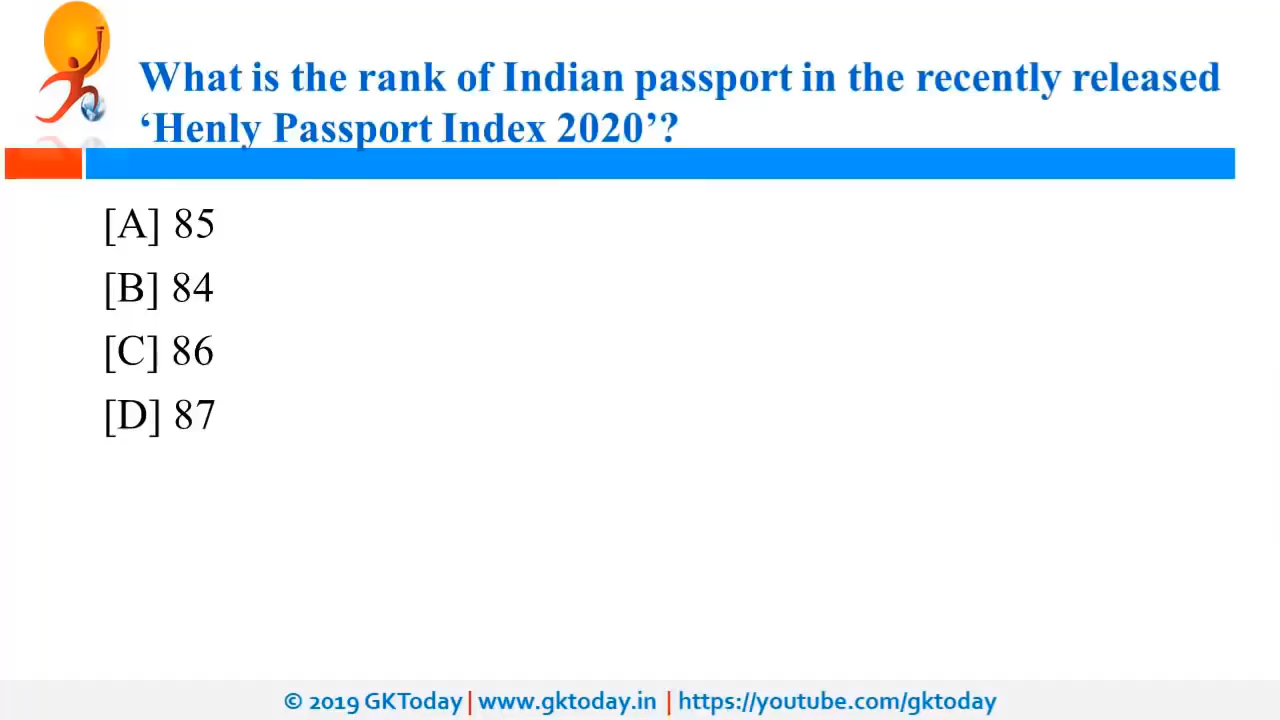 What is the rank of Indian passport in the recently released
‘Henly Passport Index 2020’?
[A] 85
[B] 84
[C] 86
[D] 87
© 2019 GKToday | www.gktoday.in | https://youtube.com/gktoday